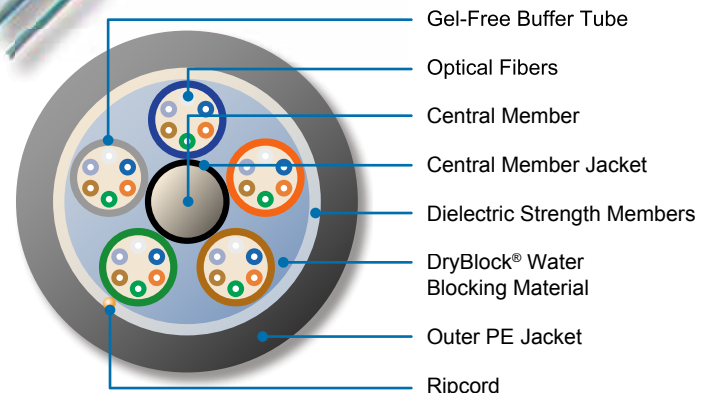 Gel-Free Buffer Tube
Optical Fibers
Central Member
Central Member Jacket
Dielectric Strength Members
DryBlock® Water
Blocking Material
Outer PE Jacket
Ripcord